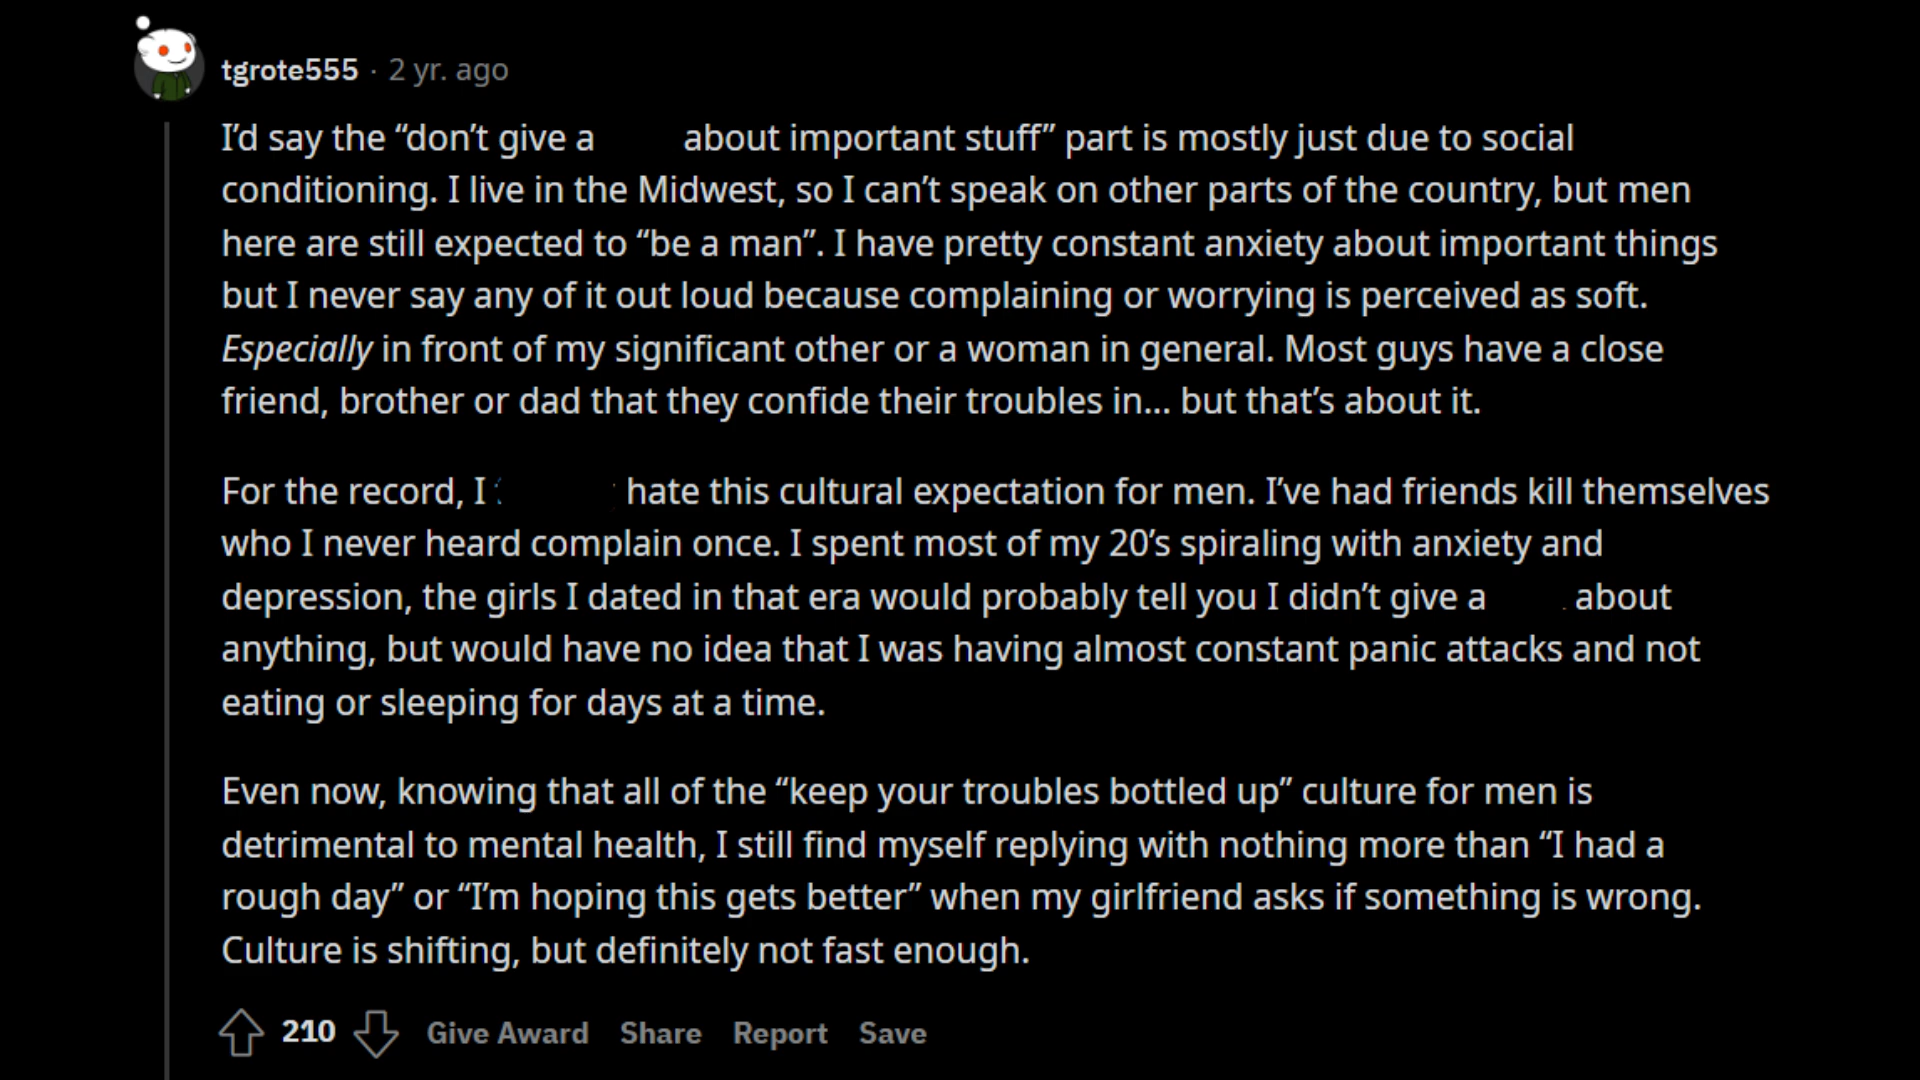 tgrote555 · 2 yr. ago
I’d say the “don’t give a about important stuff” part is mostly just due to social
conditioning. I live in the Midwest, so I can’t speak on other parts of the country, but men
here are still expected to “be a man”. I have pretty constant anxiety about important things
but I never say any of it out loud because complaining or worrying is perceived as soft.
Especially in front of my significant other or a woman in general. Most guys have a close
friend, brother or dad that they confide their troubles in... but that’s about it.
For the record, I hate this cultural expectation for men. I’ve had friends kill themselves
who I never heard complain once. I spent most of my 20’s spiraling with anxiety and
depression, the girls I dated in that era would probably tell you I didn’t give a about
anything, but would have no idea that I was having almost constant panic attacks and not
eating or sleeping for days at a time.
Even now, knowing that all of the “keep your troubles bottled up” culture for men is
detrimental to mental health, I still find myself replying with nothing more than “I had a
rough day” or “I’m hoping this gets better” when my girlfriend asks if something is wrong.
Culture is shifting, but definitely not fast enough.
210 Give Award Share Report Save